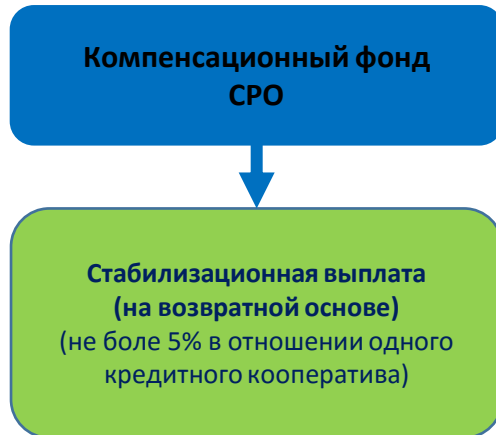 Компенсационный фонд
СРО
Стабилизационная выплата
(на возвратной основе)
(не боле 5% в отношении одного
кредитного кооператива)